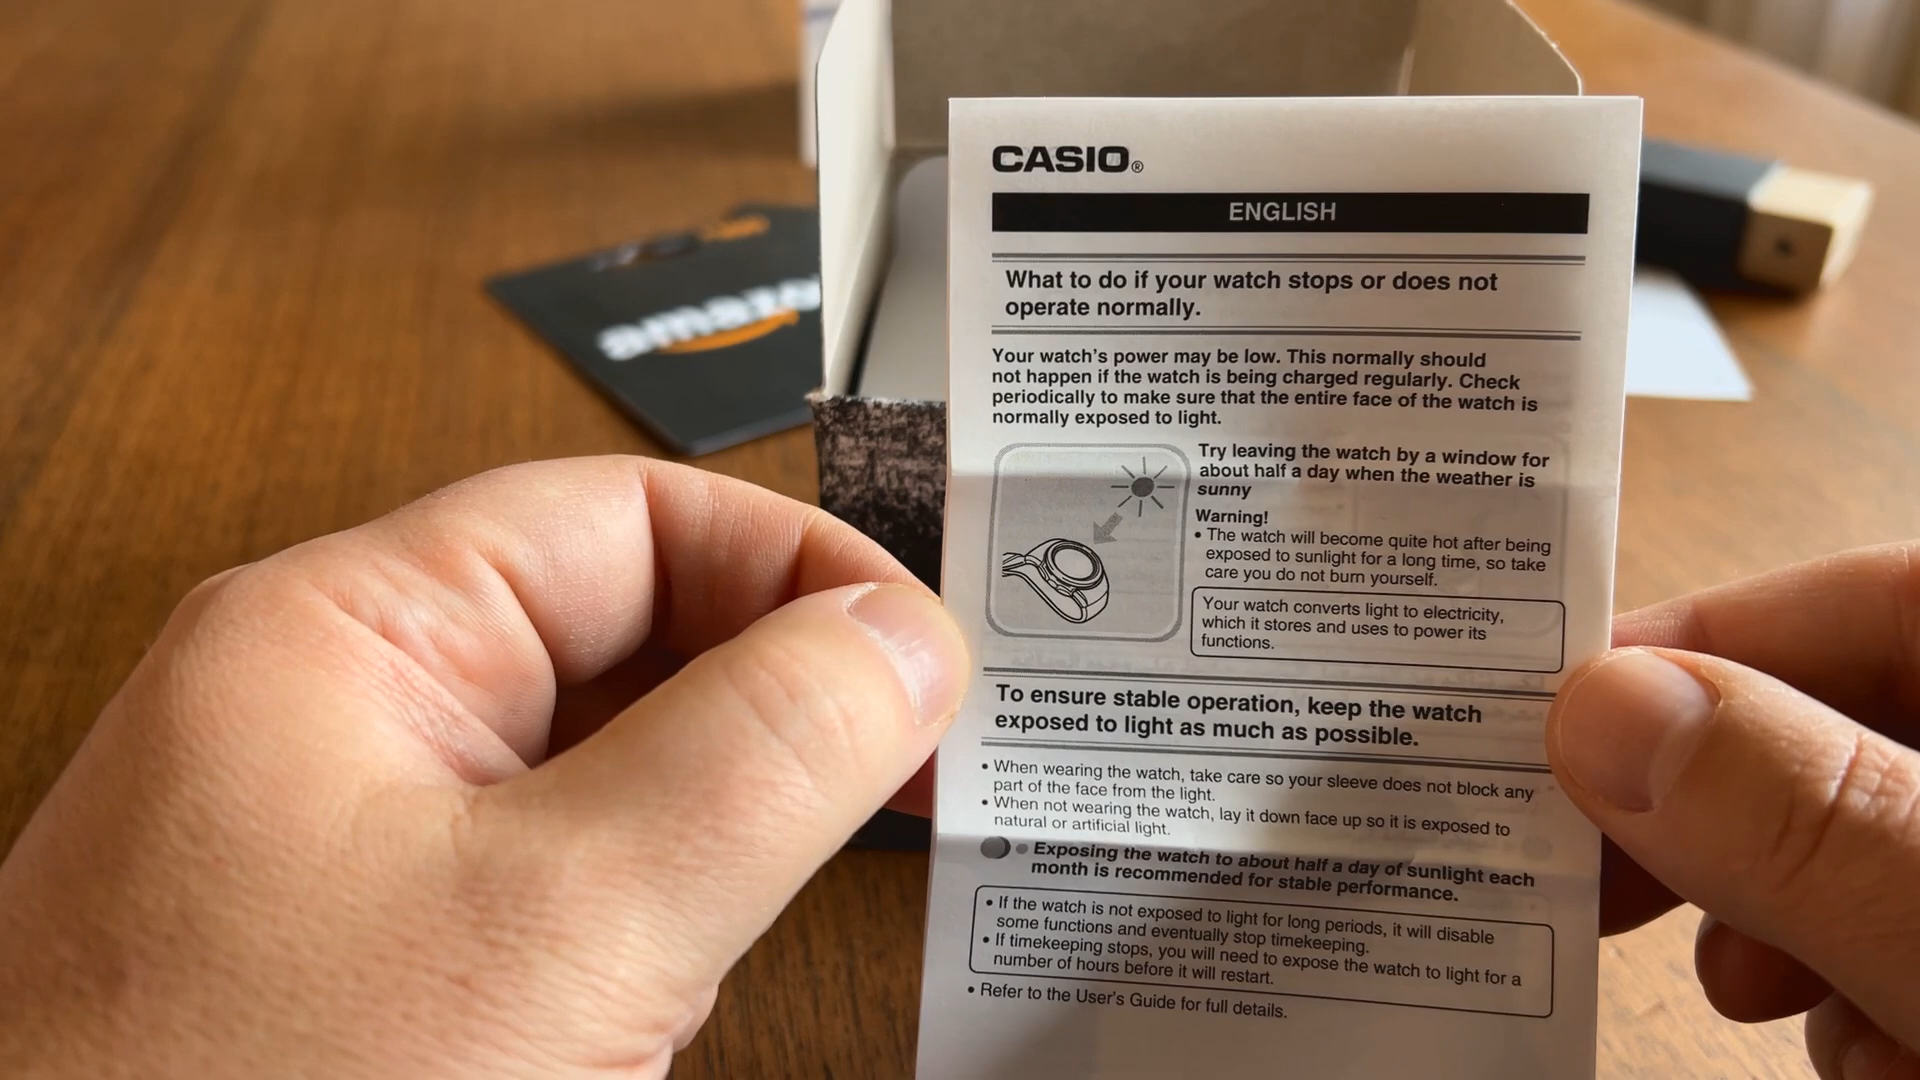 CASIO®
ENGLISH
What to do if your watch stops or does not
operate normally.
Your watch's power may be low. This normally should
not happen if the watch is being charged regularly. Check
periodically to make sure that the entire face of the watch is
normally exposed to light.
Try leaving the watch by a window for
about half a day when the weather is
sunny
Warning!
• The watch will become quite hot after being
exposed to sunlight for a long time, so take
care you do not burn yourself.
Your watch converts light to electricity,
which it stores and uses to power its
functions.
To ensure stable operation, keep the watch
exposed to light as much as possible.
• When wearing the watch, take care so your sleeve does not block any
part of the face from the light.
• When not wearing the watch, lay it down face up so it is exposed to
natural or artificial light.
Exposing the watch to about half a day of sunlight each
month is recommended for stable performance.
• If the watch is not exposed to light for long periods, it will disable
some functions and eventually stop timekeeping.
• If timekeeping stops, you will need to expose the watch to light for a
number of hours before it will restart.
• Refer to the User's Guide for full details.
amazo